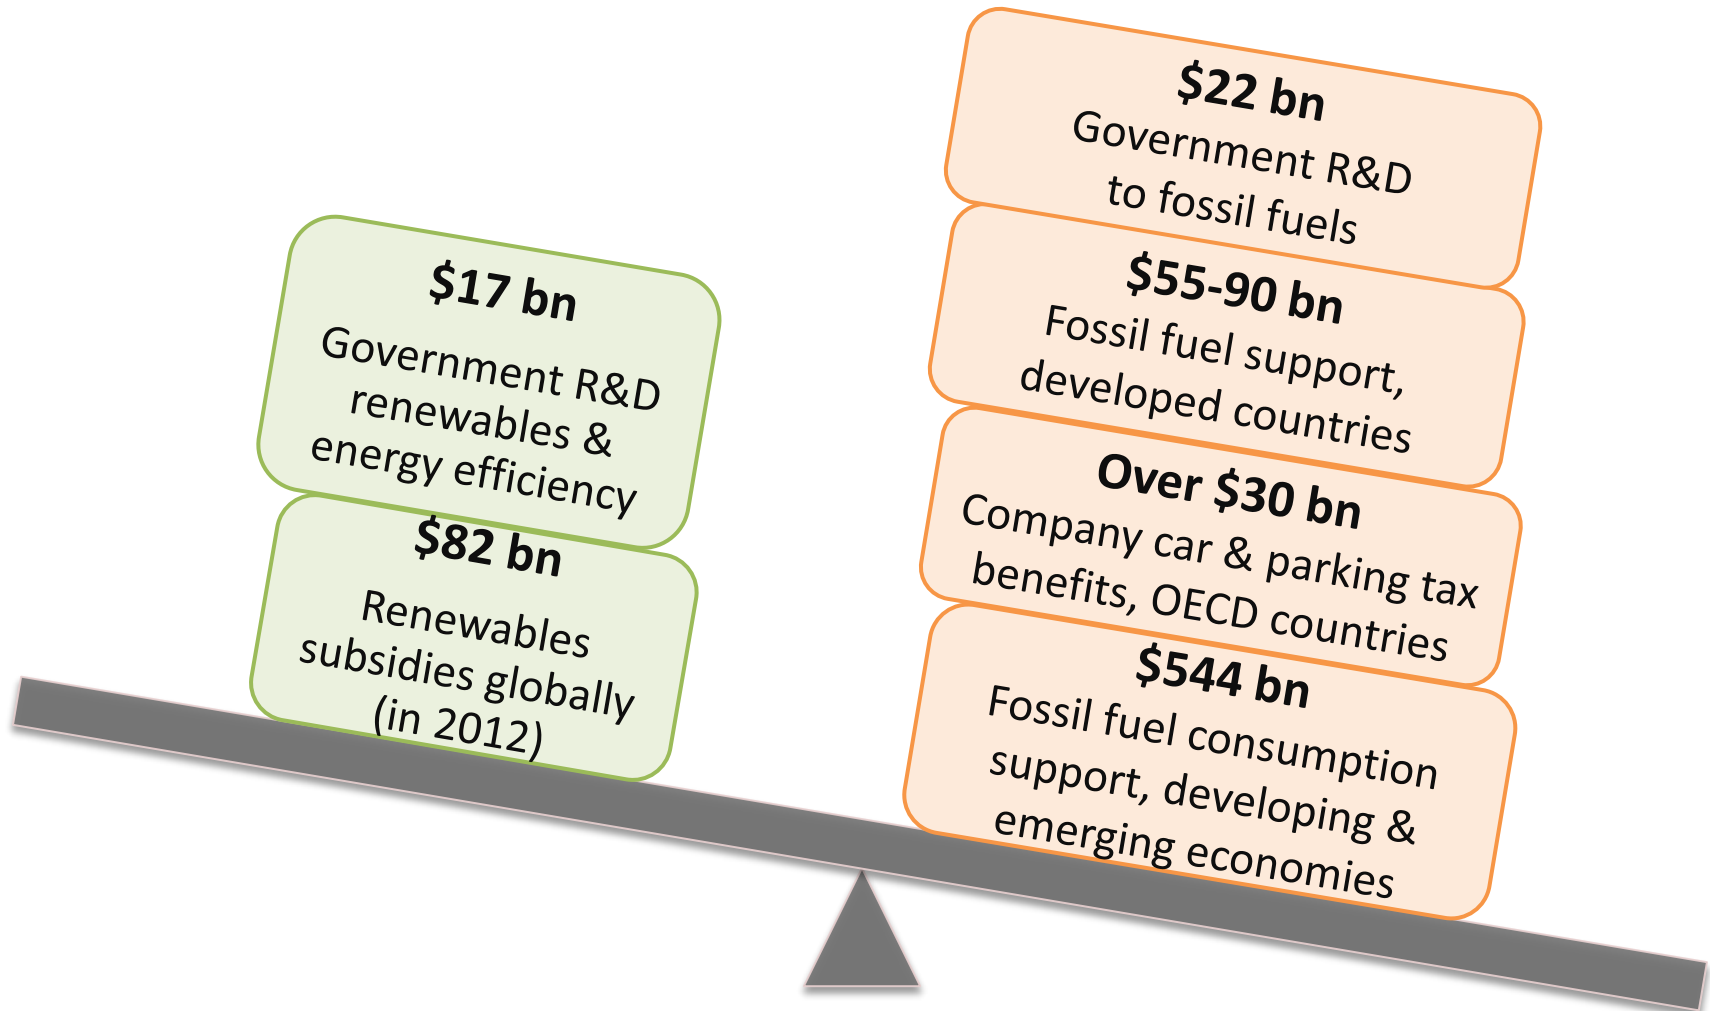 $17 bn
Government R&D
renewables &
energy efficiency
$82 bn
Renewables
subsidies globally
(in 2012)
$22 bn
Government R&D
to fossil fuels
$55-90 bn
Fossil fuel support,
developed countries
Over $30 bn
Company car & parking tax
benefits, OECD countries
$544 bn
Fossil fuel consumption
support, developing &
emerging economies